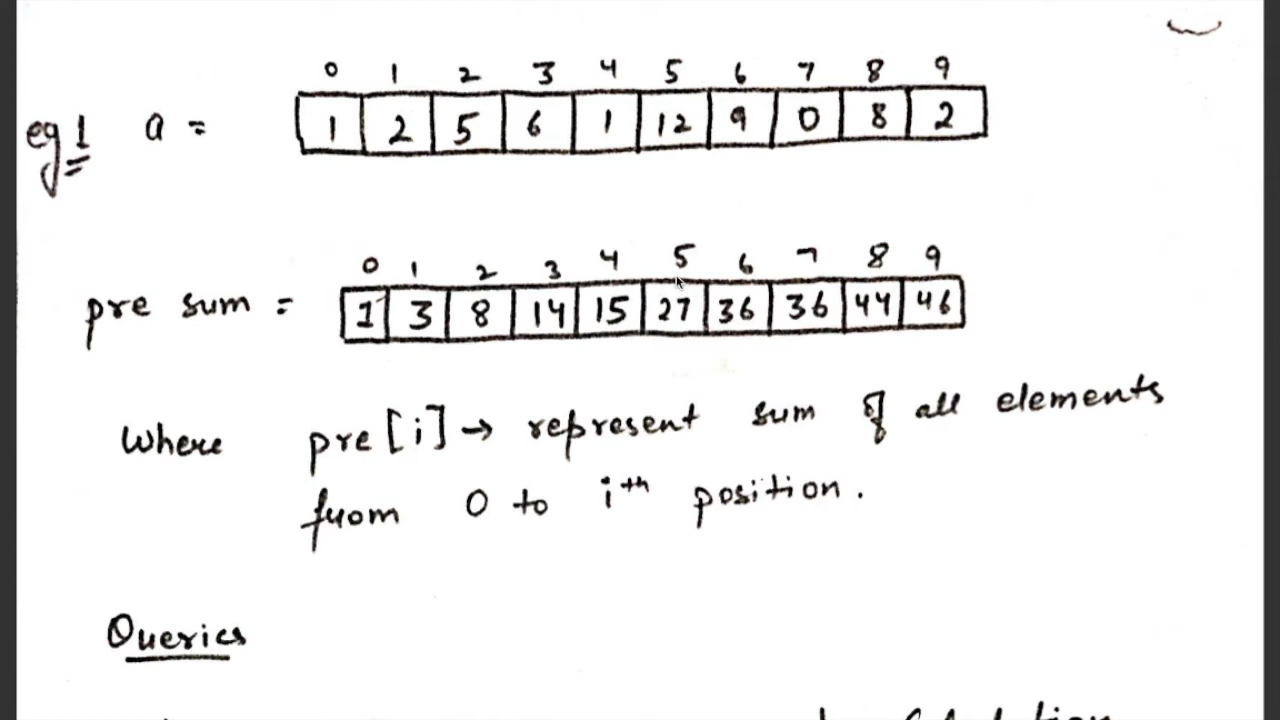 0 1 2 3 4 5 6 7 8 9
eg 1 a = 1 2 5 6 1 12 9 0 8 2
0 1 2 3 4 5 6 7 8 9
pre sum = 1 3 8 14 15 27 36 36 44 46
Where pre[i] → represent sum of all elements
from 0 to i th position.
Queries